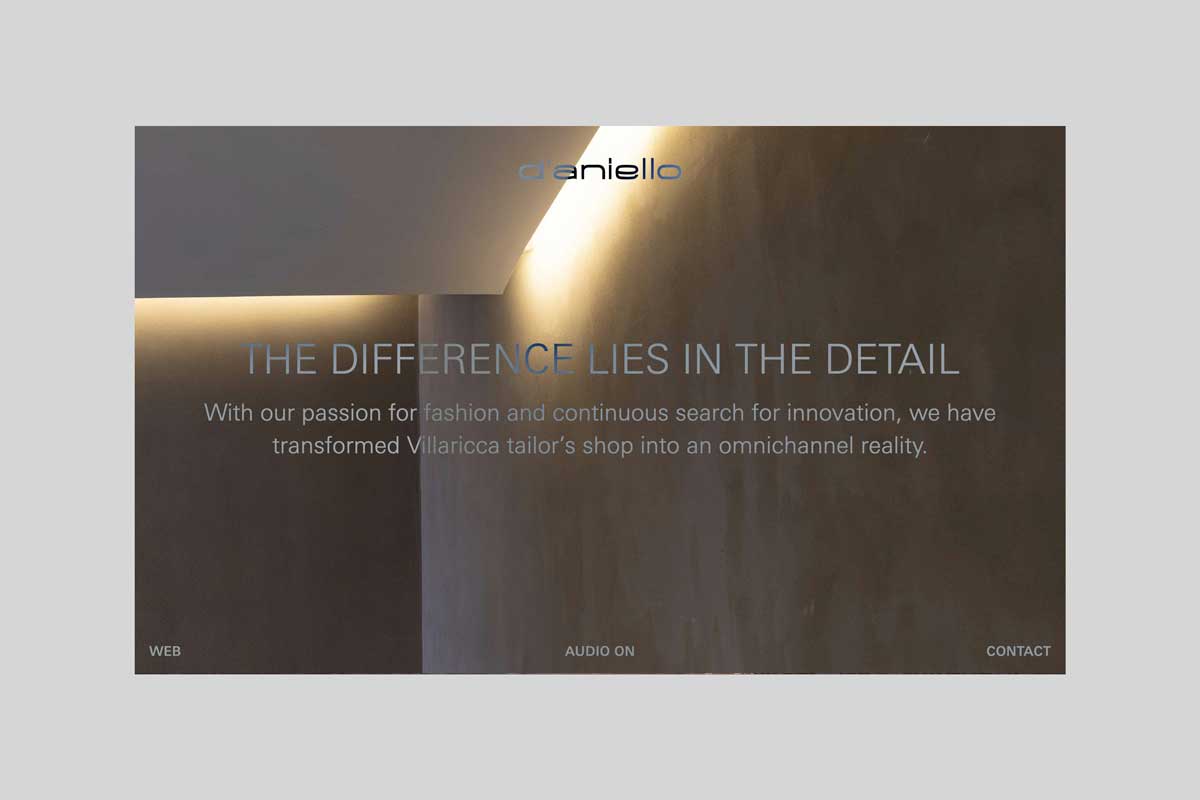 d'aniello
THE DIFFERENCE LIES IN THE DETAIL
With our passion for fashion and continuous search for innovation, we have
transformed Villaricca tailor’s shop into an omnichannel reality.
WEB AUDIO ON CONTACT